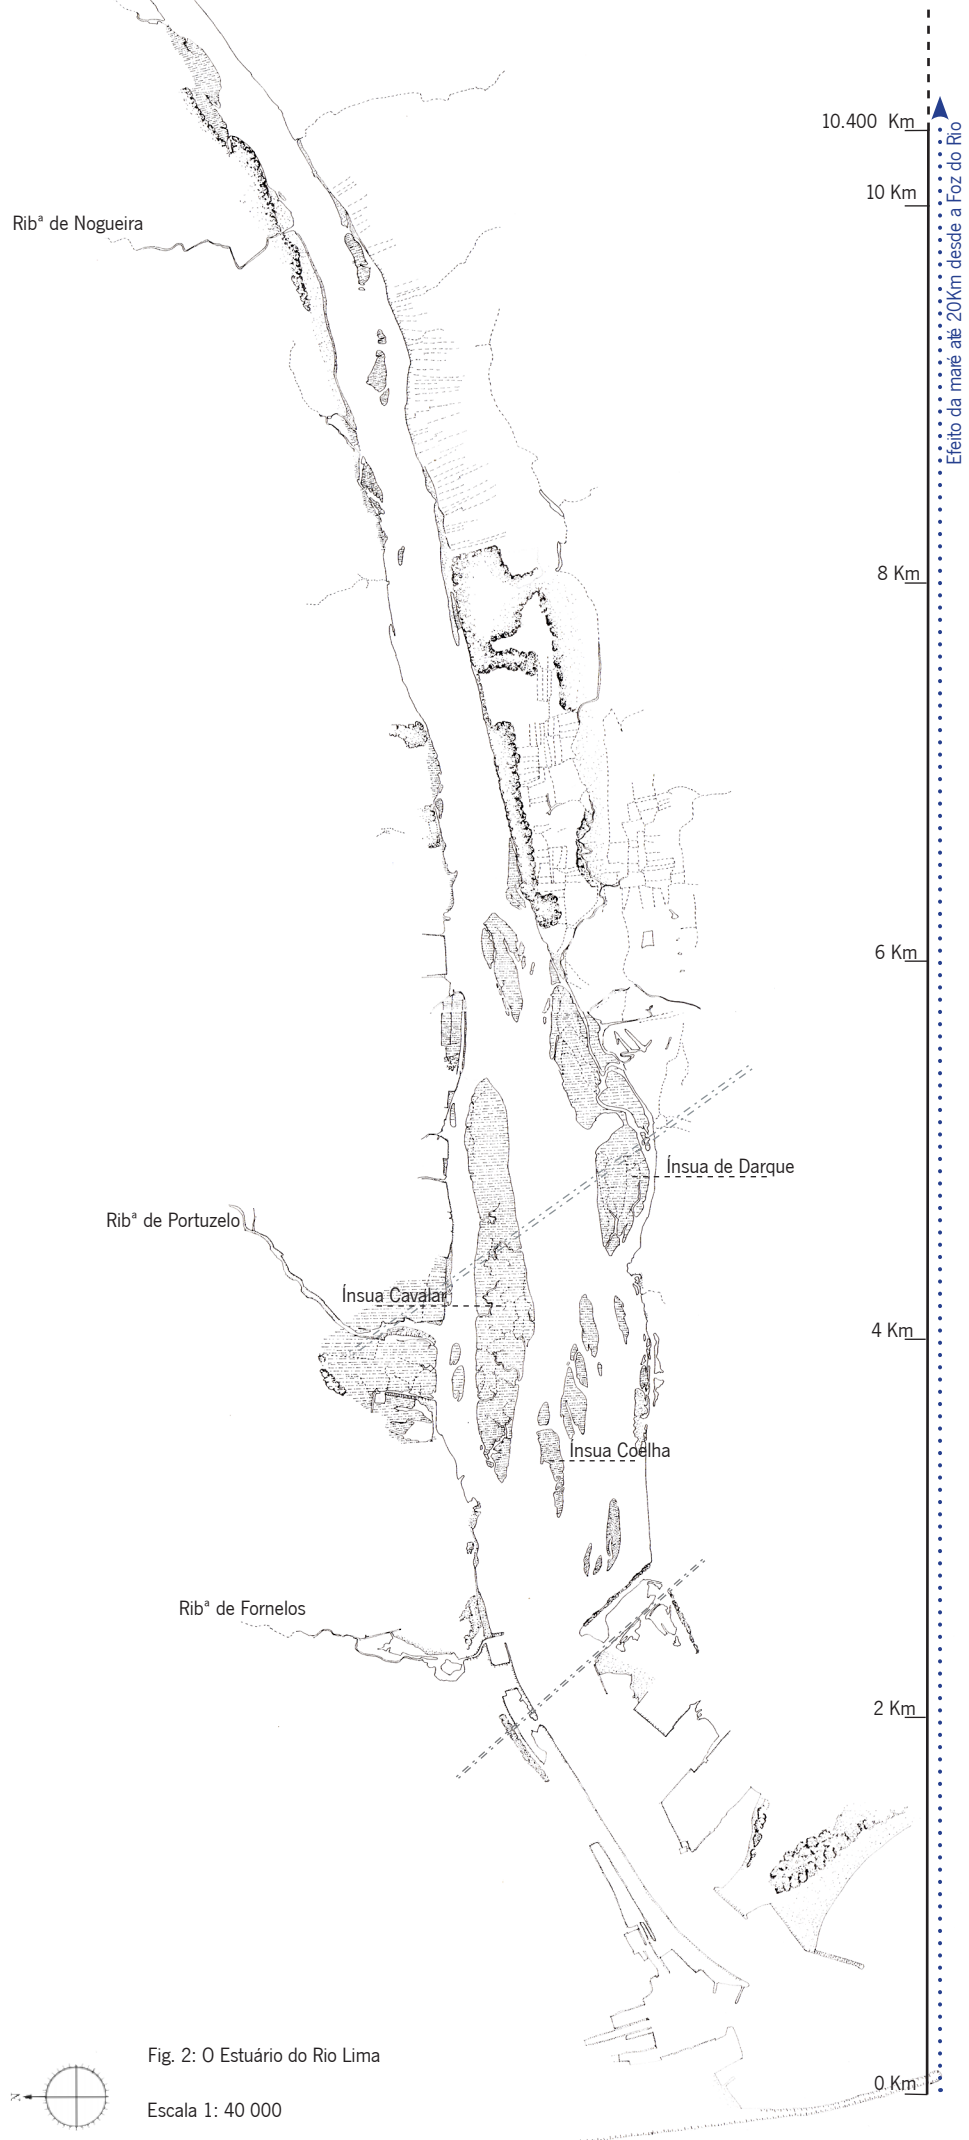 10.400 Km
Efeito da maré até 20Km desde a Foz do Rio
10 Km
Ribª de Nogueira
8 Km
6 Km
Ínsua de Darque
Ribª de Portuzelo
Ínsua Cavalar
4 Km
Ínsua Coelha
Ribª de Fornelos
2 Km
Fig. 2: O Estuário do Rio Lima
0 Km
N
Escala 1: 40 000